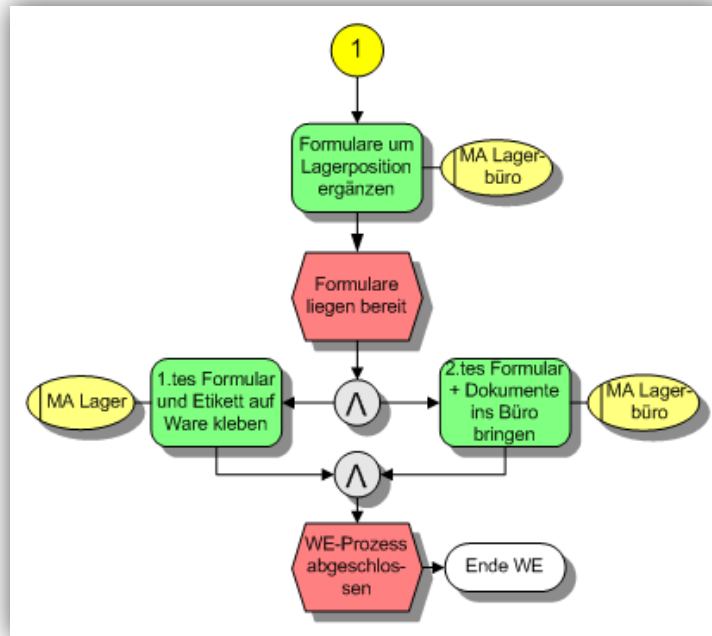 1
Formulare um
Lagerposition
ergänzen
MA Lager-
büro
Formulare
liegen bereit
MA Lager
1.tes Formular
und Etikett auf
Ware kleben
Λ
2.tes Formular
+ Dokumente
ins Büro
bringen
MA Lager-
büro
Λ
WE-Prozess
abgeschlos-
sen
Ende WE